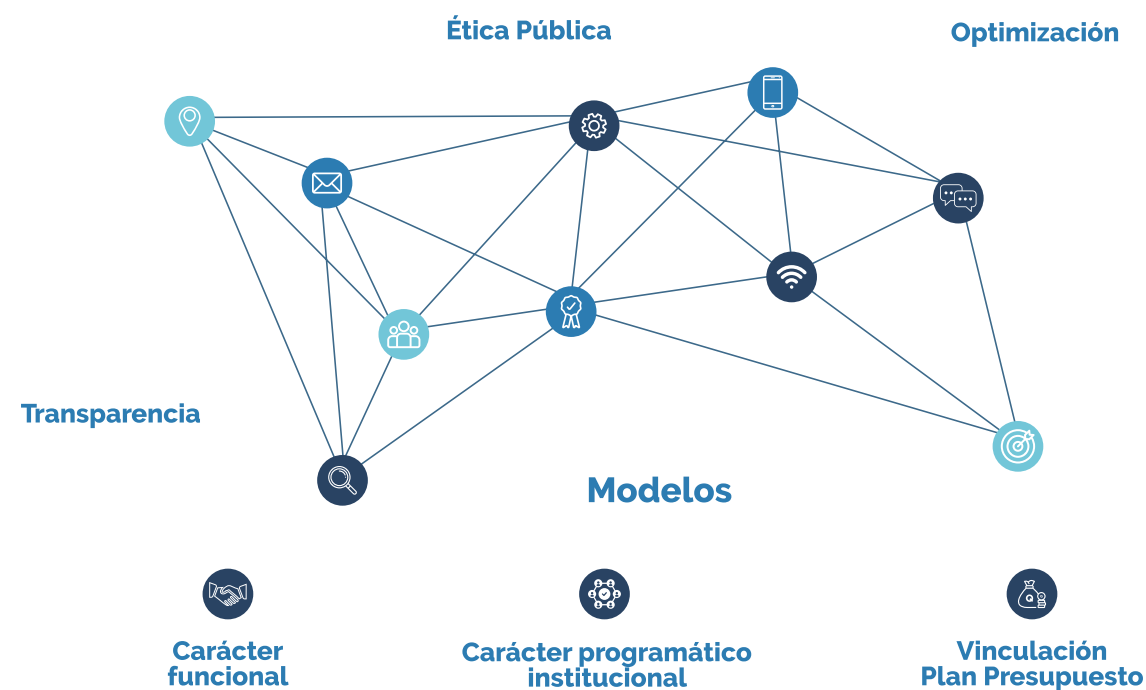 Ética Pública
Optimización
Transparencia
Modelos
Carácter
funcional
Carácter programático
institucional
Vinculación
Plan Presupuesto
Q